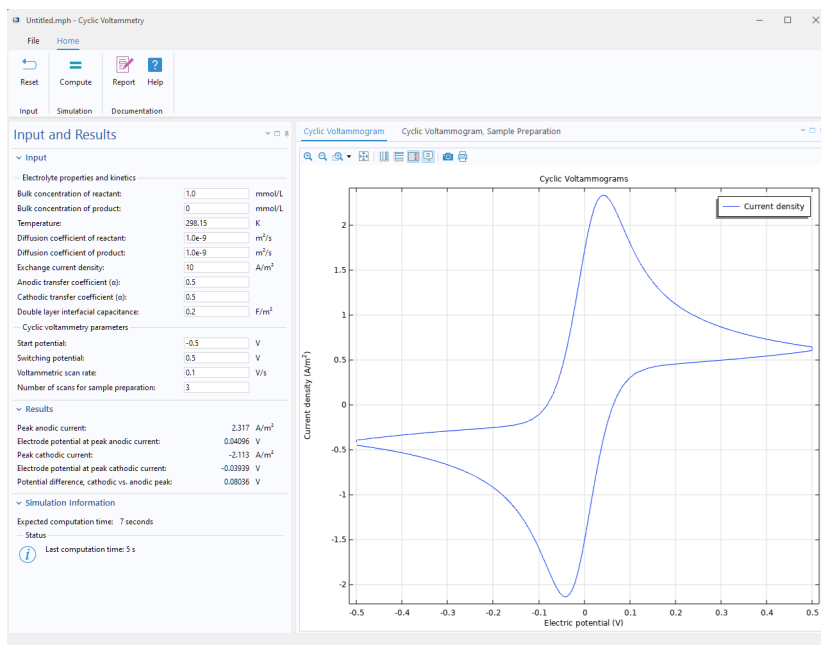 Untitled.mph - Cyclic Voltammetry
File Home
Reset Compute Report Help
Input Simulation Documentation
Input and Results
Input
Electrolyte properties and kinetics
Bulk concentration of reactant: 1.0 mmol/L
Bulk concentration of product: 0 mmol/L
Temperature: 298.15 K
Diffusion coefficient of reactant: 1.0e-9 m²/s
Diffusion coefficient of product: 1.0e-9 m²/s
Exchange current density: 10 A/m²
Anodic transfer coefficient (α): 0.5
Cathodic transfer coefficient (α): 0.5
Double layer interfacial capacitance: 0.2 F/m²
Cyclic voltammetry parameters
Start potential: -0.5 V
Switching potential: 0.5 V
Voltammetric scan rate: 0.1 V/s
Number of scans for sample preparation: 3
Results
Peak anodic current: 2.317 A/m²
Electrode potential at peak anodic current: 0.04096 V
Peak cathodic current: -2.113 A/m²
Electrode potential at peak cathodic current: -0.03939 V
Potential difference, cathodic vs. anodic peak: 0.08036 V
Simulation Information
Expected computation time: 7 seconds
Status
i Last computation time: 5 s
Cyclic Voltammogram Cyclic Voltammogram, Sample Preparation
Cyclic Voltammograms
Current density
2
1.5
1
0.5
0
-0.5
-1
-1.5
-2
Current density (A/m²)
-0.5 -0.4 -0.3 -0.2 -0.1 0 0.1 0.2 0.3 0.4 0.5
Electric potential (V)